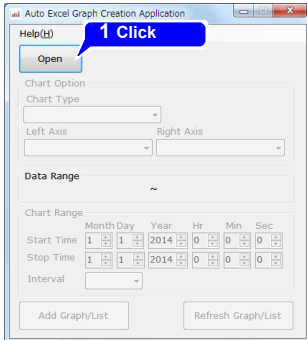 Auto Excel Graph Creation Application
Help(H)
1 Click
Open
Chart Option
Chart Type
Left Axis Right Axis
Data Range
~
Chart Range
Month Day Year Hr Min Sec
Start Time 1 1 2014 0 0 0
Stop Time 1 1 2014 0 0 0
Interval
Add Graph/List Refresh Graph/List